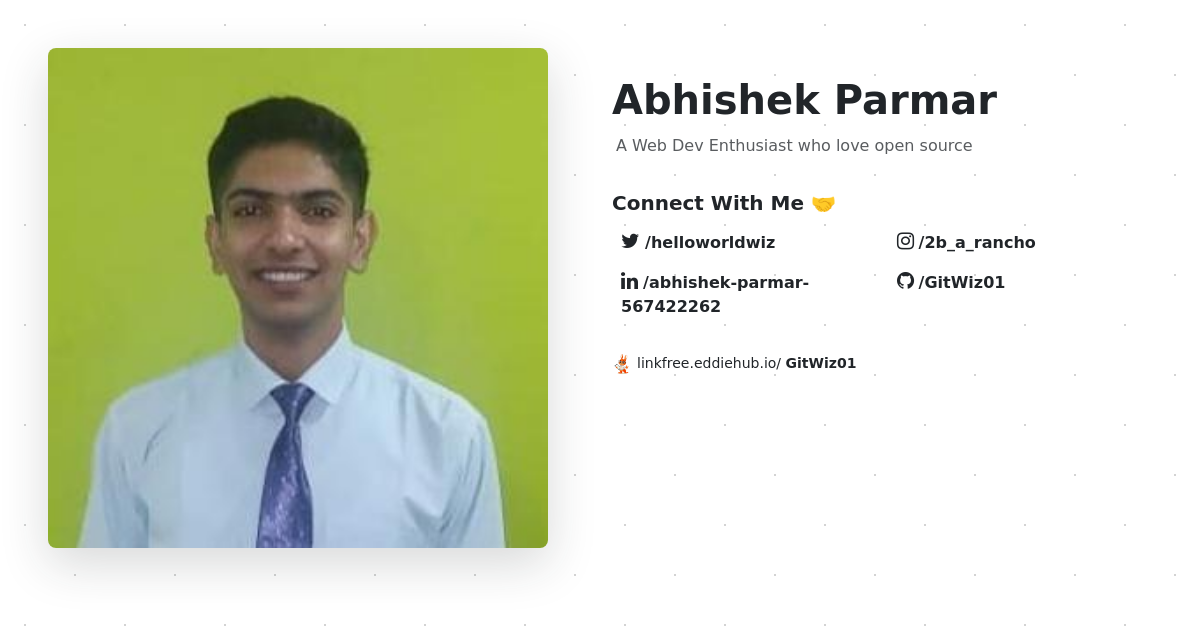 Abhishek Parmar
A Web Dev Enthusiast who love open source
Connect With Me 🤝
/helloworldwiz
/2b_a_rancho
/abhishek-parmar-
567422262
/GitWiz01
linkfree.eddiehub.io/ GitWiz01